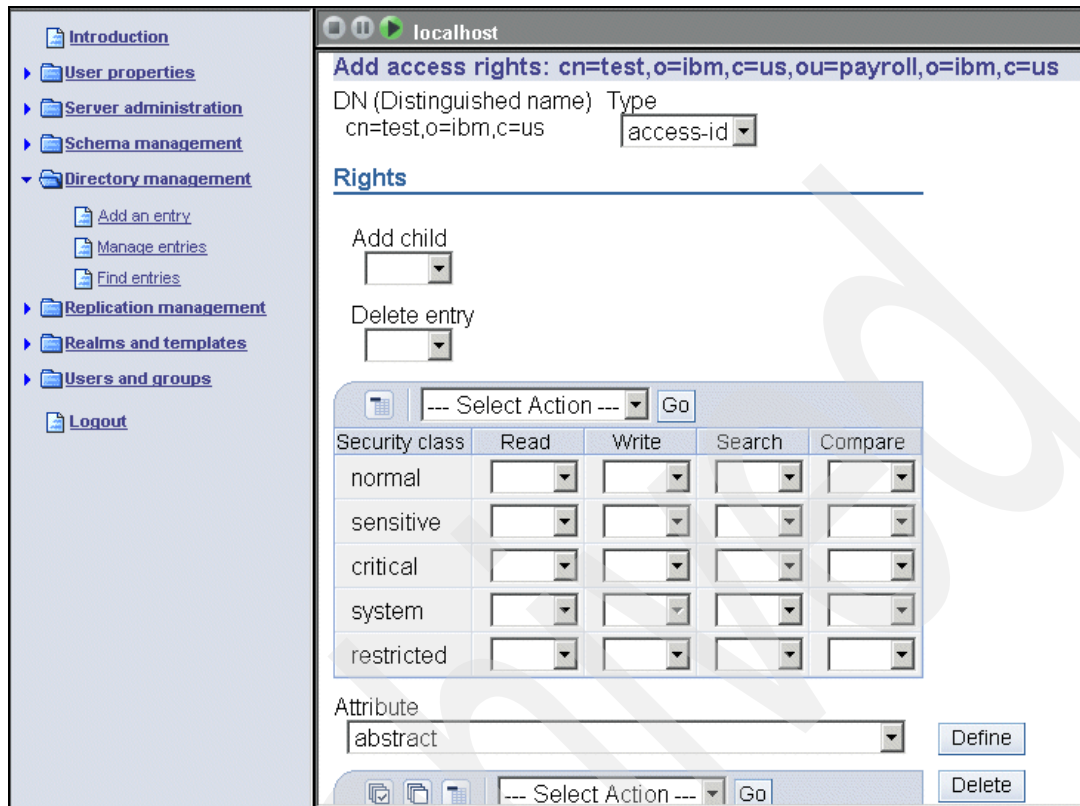 Introduction
User properties
Server administration
Schema management
Directory management
Add an entry
Manage entries
Find entries
Replication management
Realms and templates
Users and groups
Logout
localhost
Add access rights: cn=test,o=ibm,c=us,ou=payroll,o=ibm,c=us
DN (Distinguished name) Type
cn=test,o=ibm,c=us access-id
Rights
Add child
Delete entry
--- Select Action --- Go
Security class Read Write Search Compare
normal
sensitive
critical
system
restricted
Attribute
abstract Define
--- Select Action --- Go Delete